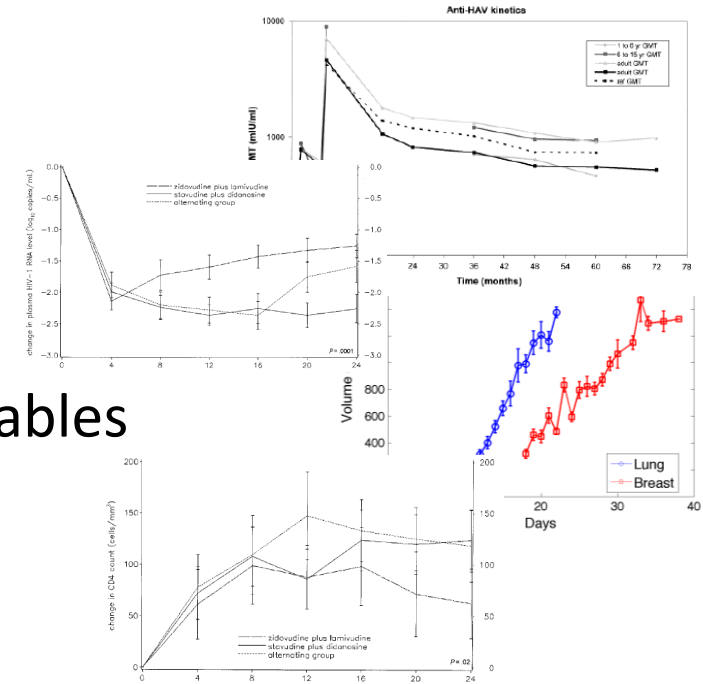 Anti-HAV kinetics
10000
1 to 6 yr GMT
6 to 15 yr GMT
adult GMT
adult GMT
ref GMT
1000
MT (mIU/ml)
24 30 36 42 48 54 60 66 72 78
Time (months)
0.0
-0.5
-1.0
-1.5
-2.0
-2.5
-3.0
change in plasma HIV-1 RNA level (log10 copies/mL)
zidovudine plus lamivudine
stavudine plus didanosine
alternating group
P=.0001
0.0
-0.5
-1.0
-1.5
-2.0
-2.5
-3.0
0 4 8 12 16 20 24
ables
Volume
800
600
400
Lung
Breast
20 30 40
Days
200
150
100
50
0
change in CD4 count (cells/mm3)
zidovudine plus lamivudine
stavudine plus didanosine
alternating group
P=.02
200
150
100
50
0
0 4 8 12 16 20 24